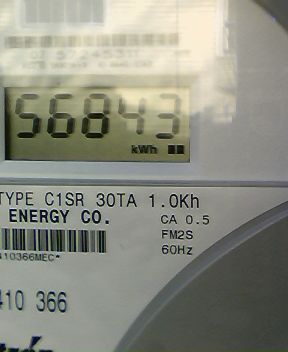 56843
kWh
TYPE C1SR 30TA 1.0Kh
ENERGY CO.
CA 0.5
FM2S
60Hz
410366MEC*
410 366